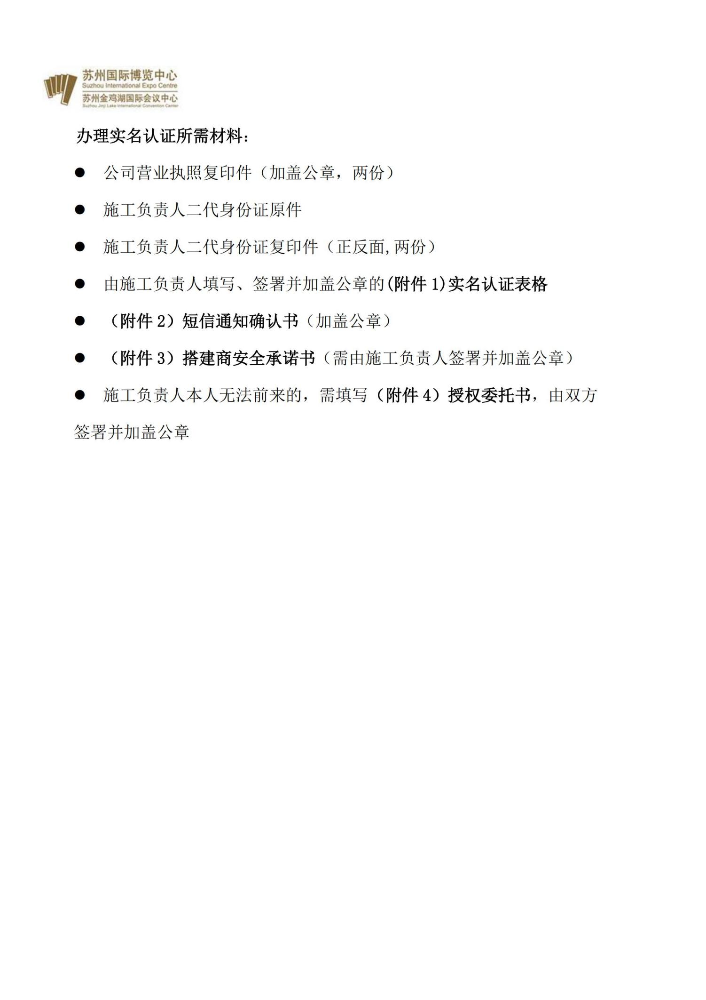 苏州国际博览中心
Suzhou International Expo Centre
苏州金鸡湖国际会议中心
Suzhou Jinji Lake International Convention Center
办理实名认证所需材料：
● 公司营业执照复印件（加盖公章，两份）
● 施工负责人二代身份证原件
● 施工负责人二代身份证复印件（正反面,两份）
● 由施工负责人填写、签署并加盖公章的(附件1)实名认证表格
● （附件2）短信通知确认书（加盖公章）
● （附件3）搭建商安全承诺书（需由施工负责人签署并加盖公章）
● 施工负责人本人无法前来的，需填写（附件4）授权委托书，由双方
签署并加盖公章